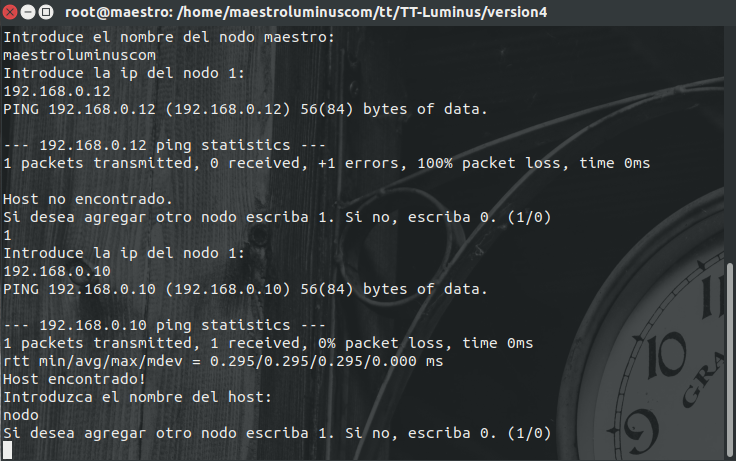 root@maestro: /home/maestroluminuscom/tt/TT-Luminus/version4
Introduce el nombre del nodo maestro:
maestroluminuscom
Introduce la ip del nodo 1:
192.168.0.12
PING 192.168.0.12 (192.168.0.12) 56(84) bytes of data.
--- 192.168.0.12 ping statistics ---
1 packets transmitted, 0 received, +1 errors, 100% packet loss, time 0ms
Host no encontrado.
Si desea agregar otro nodo escriba 1. Si no, escriba 0. (1/0)
1
Introduce la ip del nodo 1:
192.168.0.10
PING 192.168.0.10 (192.168.0.10) 56(84) bytes of data.
--- 192.168.0.10 ping statistics ---
1 packets transmitted, 1 received, 0% packet loss, time 0ms
rtt min/avg/max/mdev = 0.295/0.295/0.295/0.000 ms
Host encontrado!
Introduzca el nombre del host:
nodo
Si desea agregar otro nodo escriba 1. Si no, escriba 0. (1/0)
11
10
9
GRA